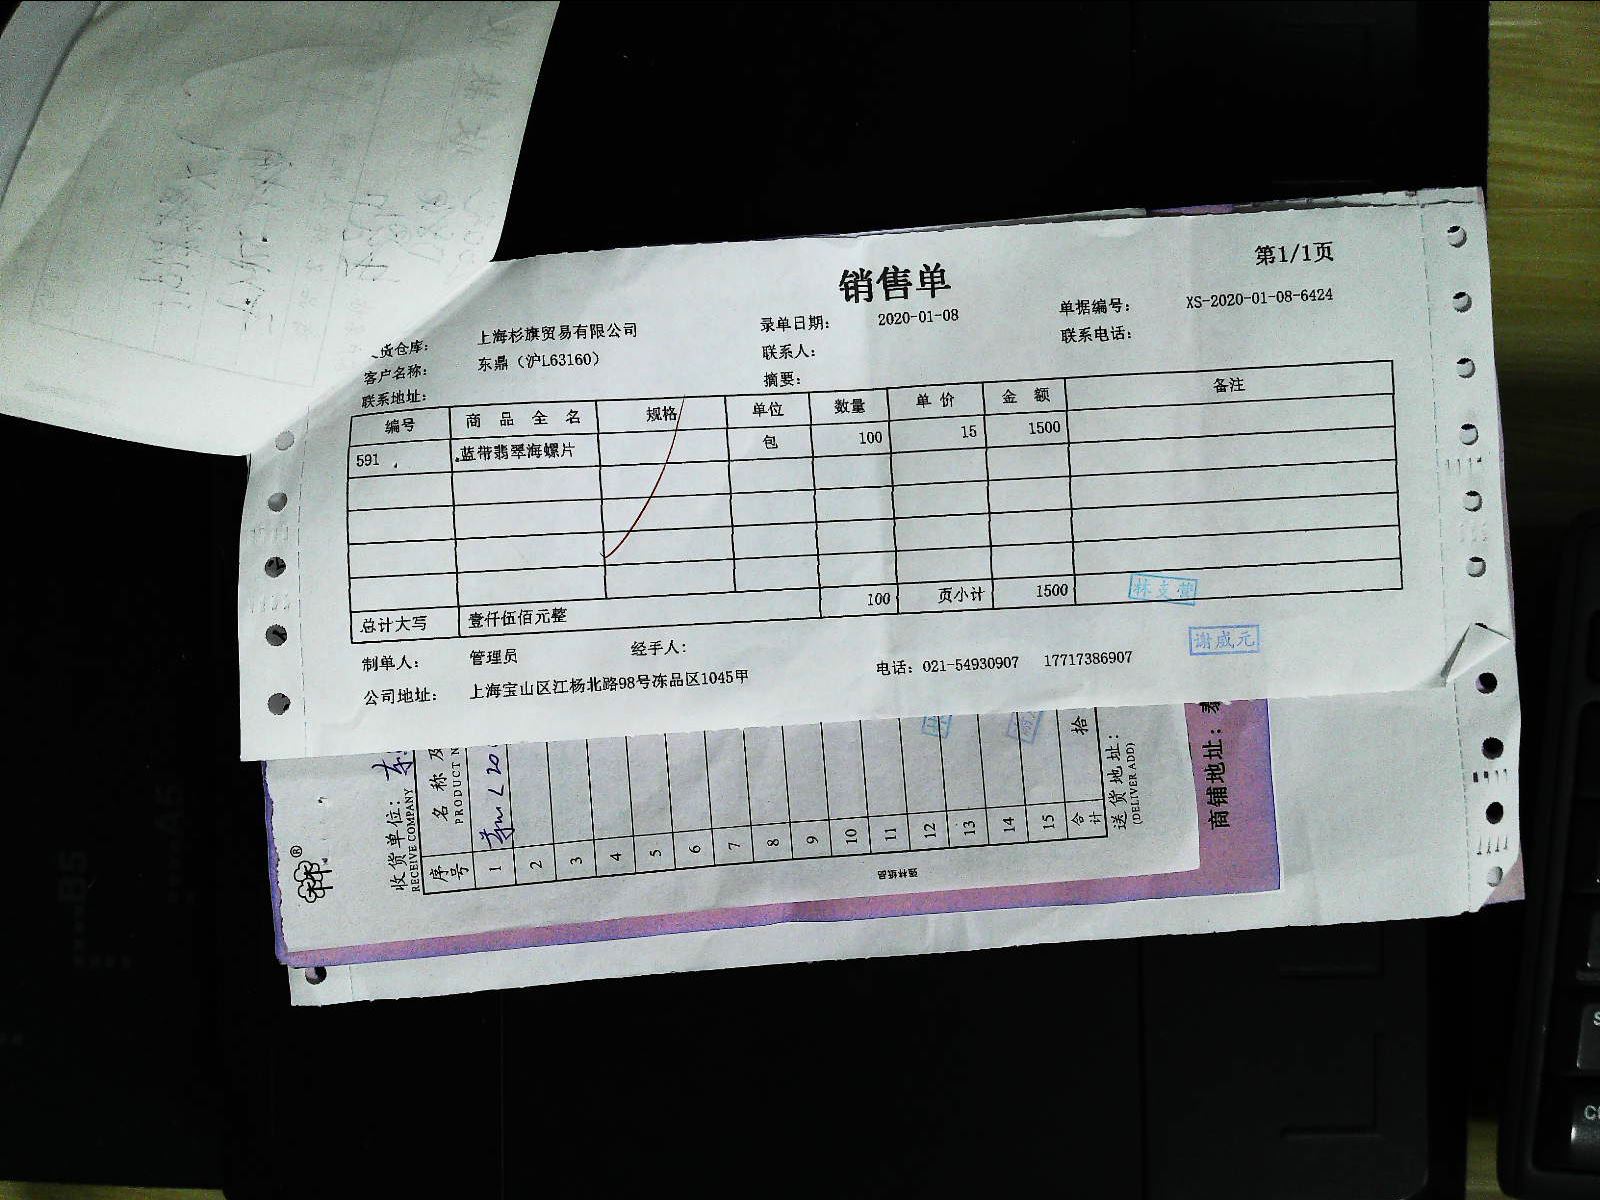 销售单
第1/1页
货仓库: 上海杉旗贸易有限公司 录单日期: 2020-01-08 单据编号: XS-2020-01-08-6424
客户名称: 东鼎（沪L63160） 联系人: 联系电话:
联系地址: 摘要:
编号 商品全名 规格 单位 数量 单价 金额 备注
591 蓝带翡翠海螺片 包 100 15 1500
总计大写 壹仟伍佰元整 100 页小计 1500
林支营
制单人: 管理员 经手人:
谢成元
公司地址: 上海宝山区江杨北路98号冻品区1045甲 电话: 021-54930907 17717386907
收货单位:
RECEIVE COMPANY
序号 名称及
PRODUCT N
1
2
3
4
5
6
7
8
9
10
11
12
13
14
15
合计 拾
送货地址:
(DELIVER ADD)
商铺地址:
B5
A5